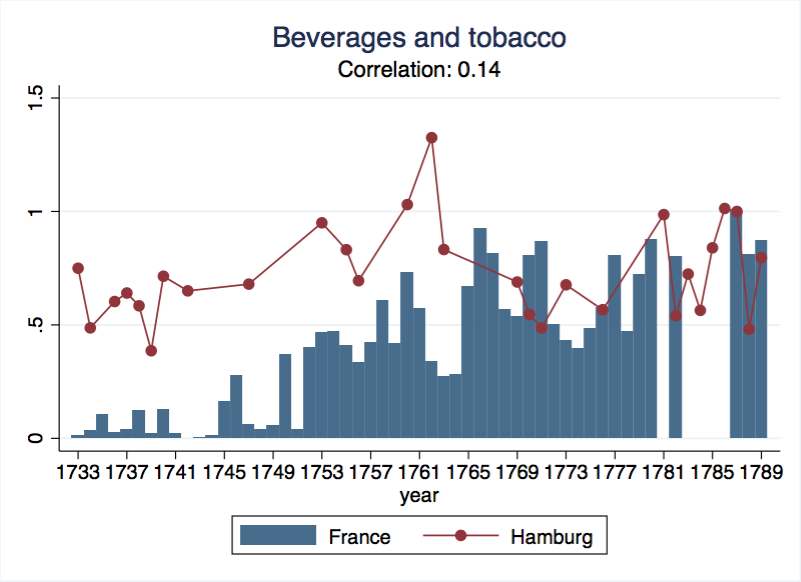 Beverages and tobacco
Correlation: 0.14
1.5
1
.5
0
1733 1737 1741 1745 1749 1753 1757 1761 1765 1769 1773 1777 1781 1785 1789
year
France Hamburg